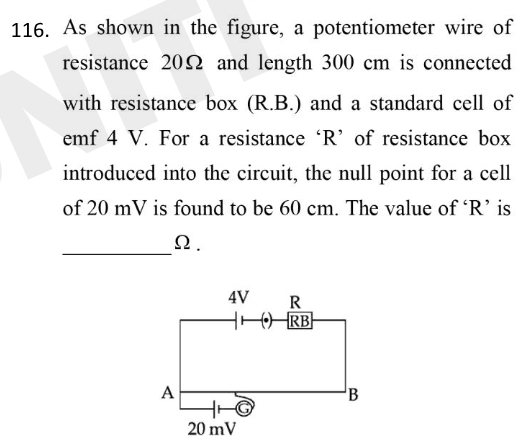 116. As shown in the figure, a potentiometer wire of
resistance 20Ω and length 300 cm is connected
with resistance box (R.B.) and a standard cell of
emf 4 V. For a resistance ‘R’ of resistance box
introduced into the circuit, the null point for a cell
of 20 mV is found to be 60 cm. The value of ‘R’ is
__________ Ω .
4V R
RB
A B
G
20 mV